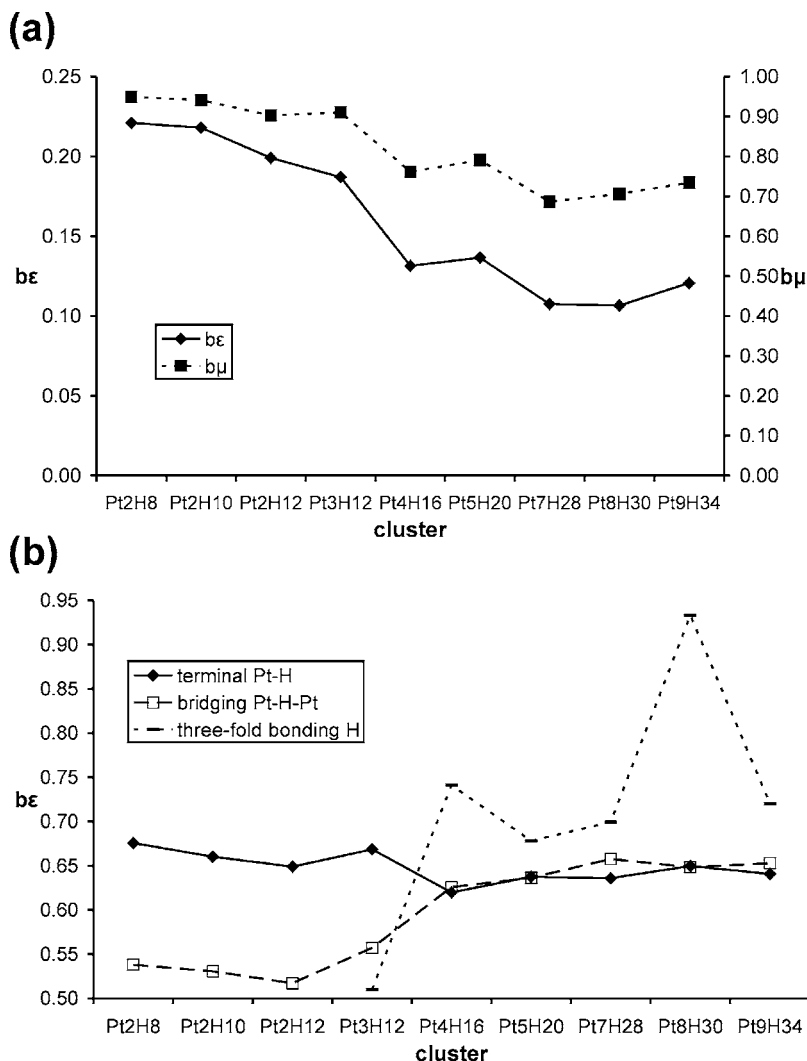 (a)
0.25
0.20
0.15
0.10
0.05
0.00
bε
1.00
0.90
0.80
0.70
0.60
0.50
0.40
0.30
0.20
0.10
0.00
bμ
bε
bμ
Pt2H8 Pt2H10 Pt2H12 Pt3H12 Pt4H16 Pt5H20 Pt7H28 Pt8H30 Pt9H34
cluster
(b)
0.95
0.90
0.85
0.80
0.75
0.70
0.65
0.60
0.55
0.50
bε
terminal Pt-H
bridging Pt-H-Pt
three-fold bonding H
Pt2H8 Pt2H10 Pt2H12 Pt3H12 Pt4H16 Pt5H20 Pt7H28 Pt8H30 Pt9H34
cluster